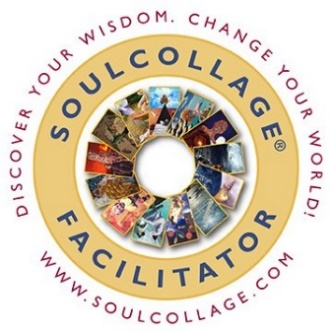 DISCOVER YOUR WISDOM. CHANGE YOUR WORLD!
SOULCOLLAGE®
FACILITATOR
WWW.SOULCOLLAGE.COM